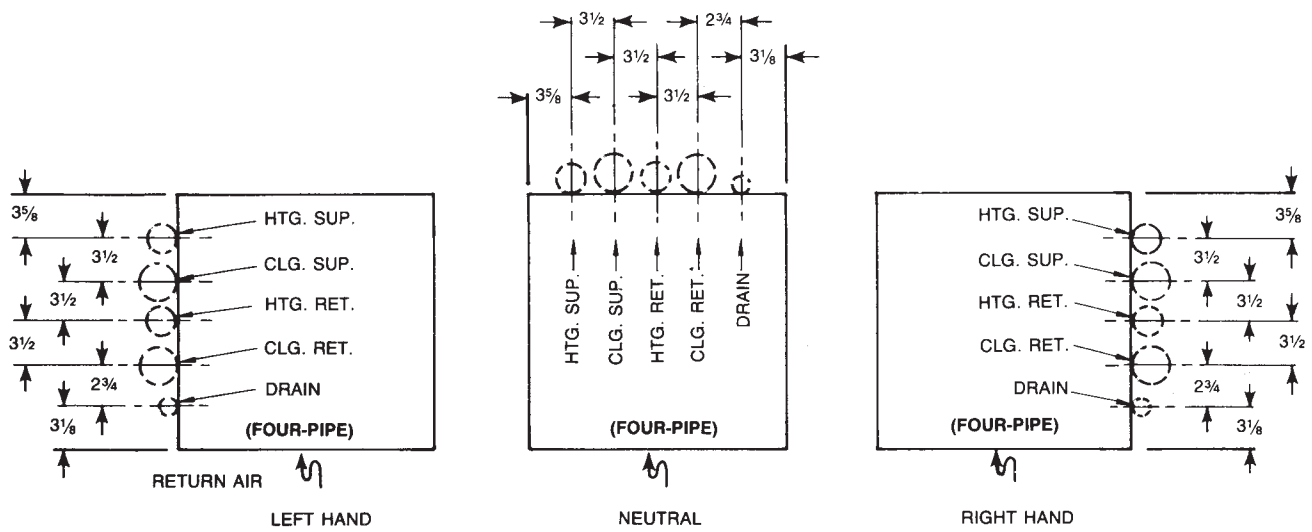 3½
2¾
3½
3⅛
3⅝
3½
HTG. SUP.
CLG. SUP.
HTG. RET.
CLG. RET.
DRAIN
(FOUR-PIPE)
NEUTRAL
3⅝
HTG. SUP.
3½
CLG. SUP.
3½
HTG. RET.
3½
CLG. RET.
2¾
DRAIN
3⅛
(FOUR-PIPE)
RETURN AIR
LEFT HAND
HTG. SUP.
3⅝
CLG. SUP.
3½
HTG. RET.
3½
CLG. RET.
3½
DRAIN
2¾
(FOUR-PIPE)
3⅛
RIGHT HAND